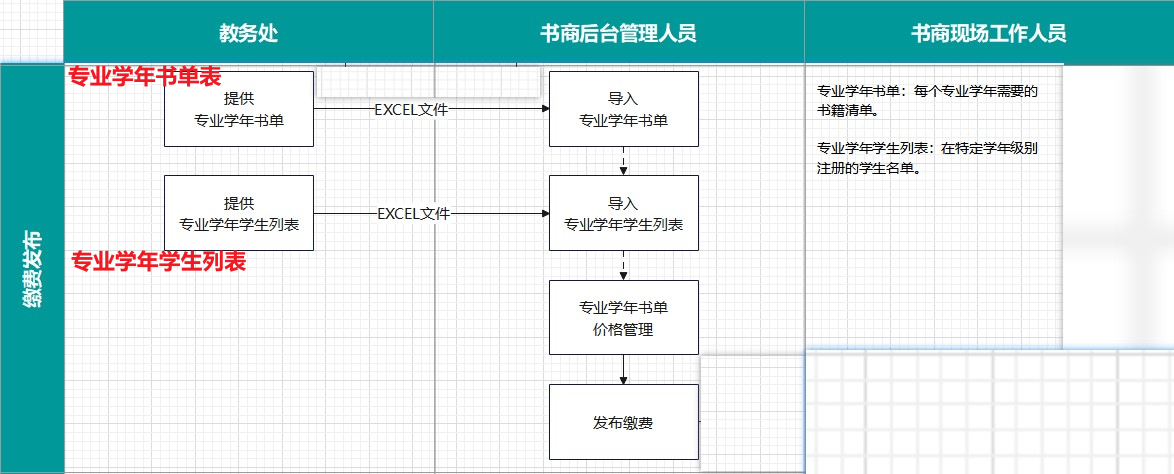 教务处
书商后台管理人员
书商现场工作人员
缴费发布
专业学年书单表
提供
专业学年书单
EXCEL文件
导入
专业学年书单
专业学年书单：每个专业学年需要的
书籍清单。
专业学年学生列表：在特定学年级别
注册的学生名单。
提供
专业学年学生列表
EXCEL文件
导入
专业学年学生列表
专业学年学生列表
专业学年书单
价格管理
发布缴费